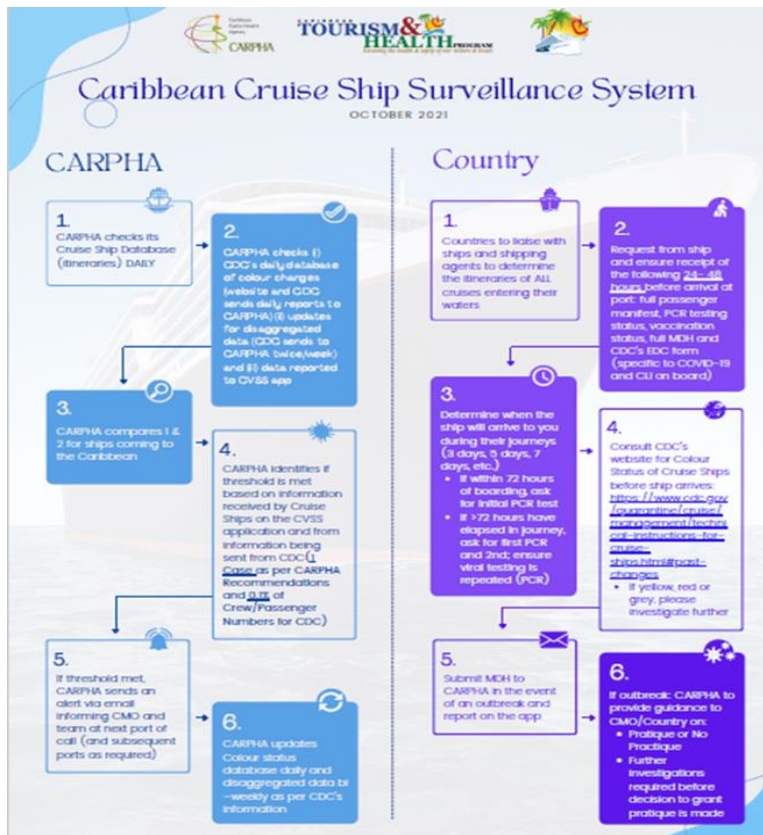 Caribbean
Public Health
Agency
CARPHA
CARIBBEAN
TOURISM&
HEALTH PROGRAM
Caribbean Cruise Ship Surveillance System
OCTOBER 2021
CARPHA
1.
CARPHA checks its
Cruise Ship Database
(itineraries) DAILY
2.
CARPHA checks (i)
CDC's daily database
of colour changes
(website and CDC
sends daily reports to
CARPHA) (ii) updates
for disaggregated
data (CDC sends to
CARPHA twice/week)
and (iii) data reported
to CVSS app
3.
CARPHA compares 1 &
2 for ships coming to
the Caribbean
4.
CARPHA identifies if
threshold is met
based on information
received by Cruise
Ships on the CVSS
application and from
information being
sent from CDC (1
Case as per CARPHA
Recommendations
and 0.1% of
Crew/Passenger
Numbers for CDC)
5.
If threshold met,
CARPHA sends an
alert via email
informing CMO and
team at next port of
call (and subsequent
ports as required)
6.
CARPHA updates
Colour status
database daily and
disaggregated data bi
-weekly as per CDC's
information
Country
1.
Countries to liaise with
ships and shipping
agents to determine
the itineraries of ALL
cruises entering their
waters
2.
Request from ship
and ensure receipt of
the following 24- 48
hours before arrival at
port: full passenger
manifest, PCR testing
status, vaccination
status, full MDH and
CDC's EDC form
(specific to COVID-19
and CLI on board)
3.
Determine when the
ship will arrive to you
during their journeys
(3 days, 5 days, 7
days, etc.)
• If within 72 hours
of boarding, ask
for initial PCR test
• If >72 hours have
elapsed in journey,
ask for first PCR
and 2nd; ensure
viral testing is
repeated (PCR)
4.
Consult CDC's
website for Colour
Status of Cruise Ships
before ship arrives:
https://www.cdc.gov
/quarantine/cruise/
management/techni
cal-instructions-for-
cruise-
ships.html#past-
changes
• If yellow, red or
grey, please
investigate further
5.
Submit MDH to
CARPHA in the event
of an outbreak and
report on the app
6.
If outbreak: CARPHA to
provide guidance to
CMO/Country on:
• Pratique or No
Practique
• Further
Investigations
required before
decision to grant
pratique is made